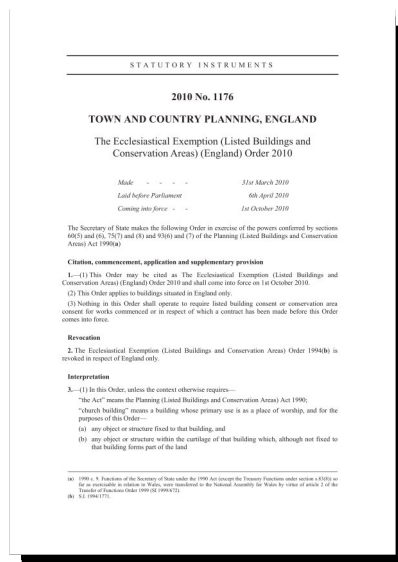 STATUTORY INSTRUMENTS
2010 No. 1176
TOWN AND COUNTRY PLANNING, ENGLAND
The Ecclesiastical Exemption (Listed Buildings and
Conservation Areas) (England) Order 2010
Made - - - - 31st March 2010
Laid before Parliament 6th April 2010
Coming into force - - 1st October 2010
The Secretary of State makes the following Order in exercise of the powers conferred by sections
60(5) and (6), 75(7) and (8) and 93(6) and (7) of the Planning (Listed Buildings and Conservation
Areas) Act 1990(a)
Citation, commencement, application and supplementary provision
1.—(1) This Order may be cited as The Ecclesiastical Exemption (Listed Buildings and
Conservation Areas) (England) Order 2010 and shall come into force on 1st October 2010.
(2) This Order applies to buildings situated in England only.
(3) Nothing in this Order shall operate to require listed building consent or conservation area
consent for works commenced or in respect of which a contract has been made before this Order
comes into force.
Revocation
2. The Ecclesiastical Exemption (Listed Buildings and Conservation Areas) Order 1994(b) is
revoked in respect of England only.
Interpretation
3.—(1) In this Order, unless the context otherwise requires—
“the Act” means the Planning (Listed Buildings and Conservation Areas) Act 1990;
“church building” means a building whose primary use is as a place of worship, and for the
purposes of this Order—
(a) any object or structure fixed to that building, and
(b) any object or structure within the curtilage of that building which, although not fixed to
that building forms part of the land
(a) 1990 c. 9. Functions of the Secretary of State under the 1990 Act (except the Treasury Functions under section s.83(8)) so
far as exercisable in relation to Wales, were transferred to the National Assembly for Wales by virtue of article 2 of the
Transfer of Functions Order 1999 (SI 1999/672).
(b) S.I. 1994/1771.